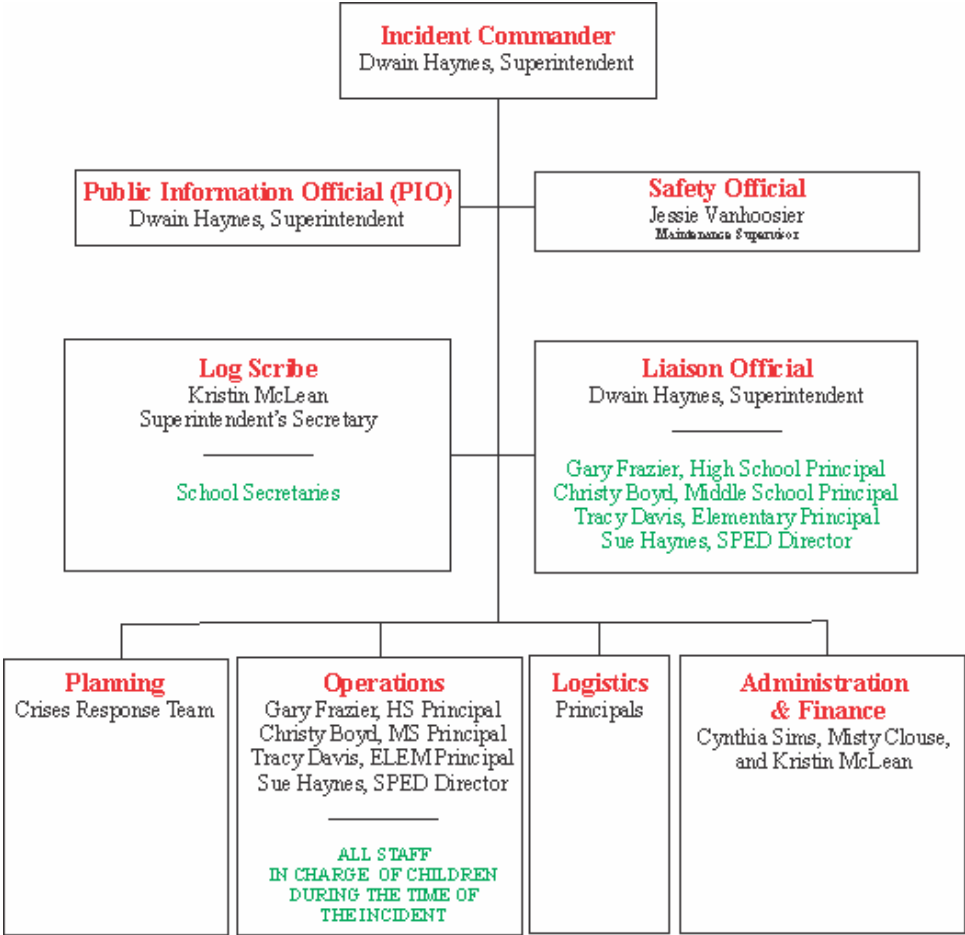 Incident Commander
Dwain Haynes, Superintendent
Public Information Official (PIO)
Dwain Haynes, Superintendent
Safety Official
Jessie Vanhoosier
Maintenance Supervisor
Log Scribe
Kristin McLean
Superintendent's Secretary
School Secretaries
Liaison Official
Dwain Haynes, Superintendent
Gary Frazier, High School Principal
Christy Boyd, Middle School Principal
Tracy Davis, Elementary Principal
Sue Haynes, SPED Director
Planning
Crises Response Team
Operations
Gary Frazier, HS Principal
Christy Boyd, MS Principal
Tracy Davis, ELEM Principal
Sue Haynes, SPED Director
ALL STAFF
IN CHARGE OF CHILDREN
DURING THE TIME OF
THE INCIDENT
Logistics
Principals
Administration
& Finance
Cynthia Sims, Misty Clouse,
and Kristin McLean